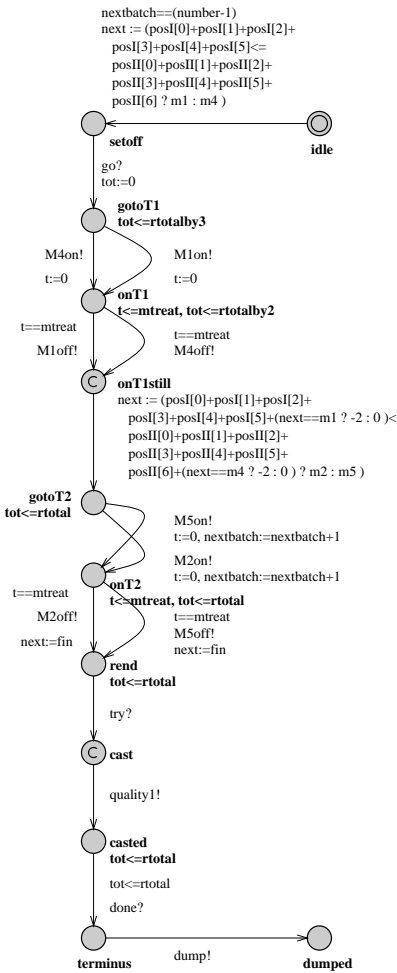 nextbatch==(number-1)
next := (posI[0]+posI[1]+posI[2]+
posI[3]+posI[4]+posI[5]<=
posII[0]+posII[1]+posII[2]+
posII[3]+posII[4]+posII[5]+
posII[6] ? m1 : m4 )
setoff
idle
go?
tot:=0
gotoT1
tot<=rtotalby3
M4on!
M1on!
t:=0
t:=0
onT1
t<=mtreat, tot<=rtotalby2
t==mtreat
t==mtreat
M1off!
M4off!
C
onT1still
next := (posI[0]+posI[1]+posI[2]+
posI[3]+posI[4]+posI[5]+(next==m1 ? -2 : 0 )<
posII[0]+posII[1]+posII[2]+
posII[3]+posII[4]+posII[5]+
posII[6]+(next==m4 ? -2 : 0 ) ? m2 : m5 )
gotoT2
tot<=rtotal
M5on!
t:=0, nextbatch:=nextbatch+1
M2on!
t:=0, nextbatch:=nextbatch+1
onT2
t<=mtreat, tot<=rtotal
t==mtreat
t==mtreat
M2off!
M5off!
next:=fin
next:=fin
rend
tot<=rtotal
try?
C
cast
quality1!
casted
tot<=rtotal
tot<=rtotal
done?
terminus
dump!
dumped